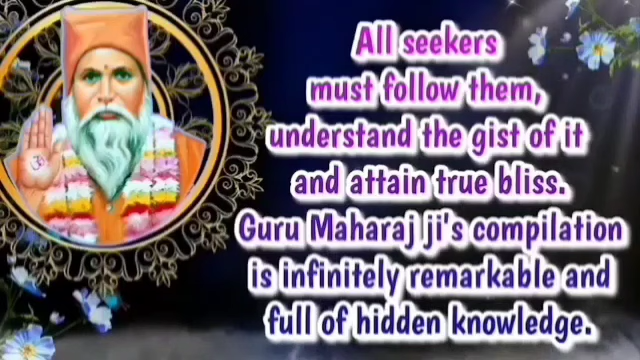 All seekers
must follow them,
understand the gist of it
and attain true bliss.
Guru Maharaj ji's compilation
is infinitely remarkable and
full of hidden knowledge.
ॐ